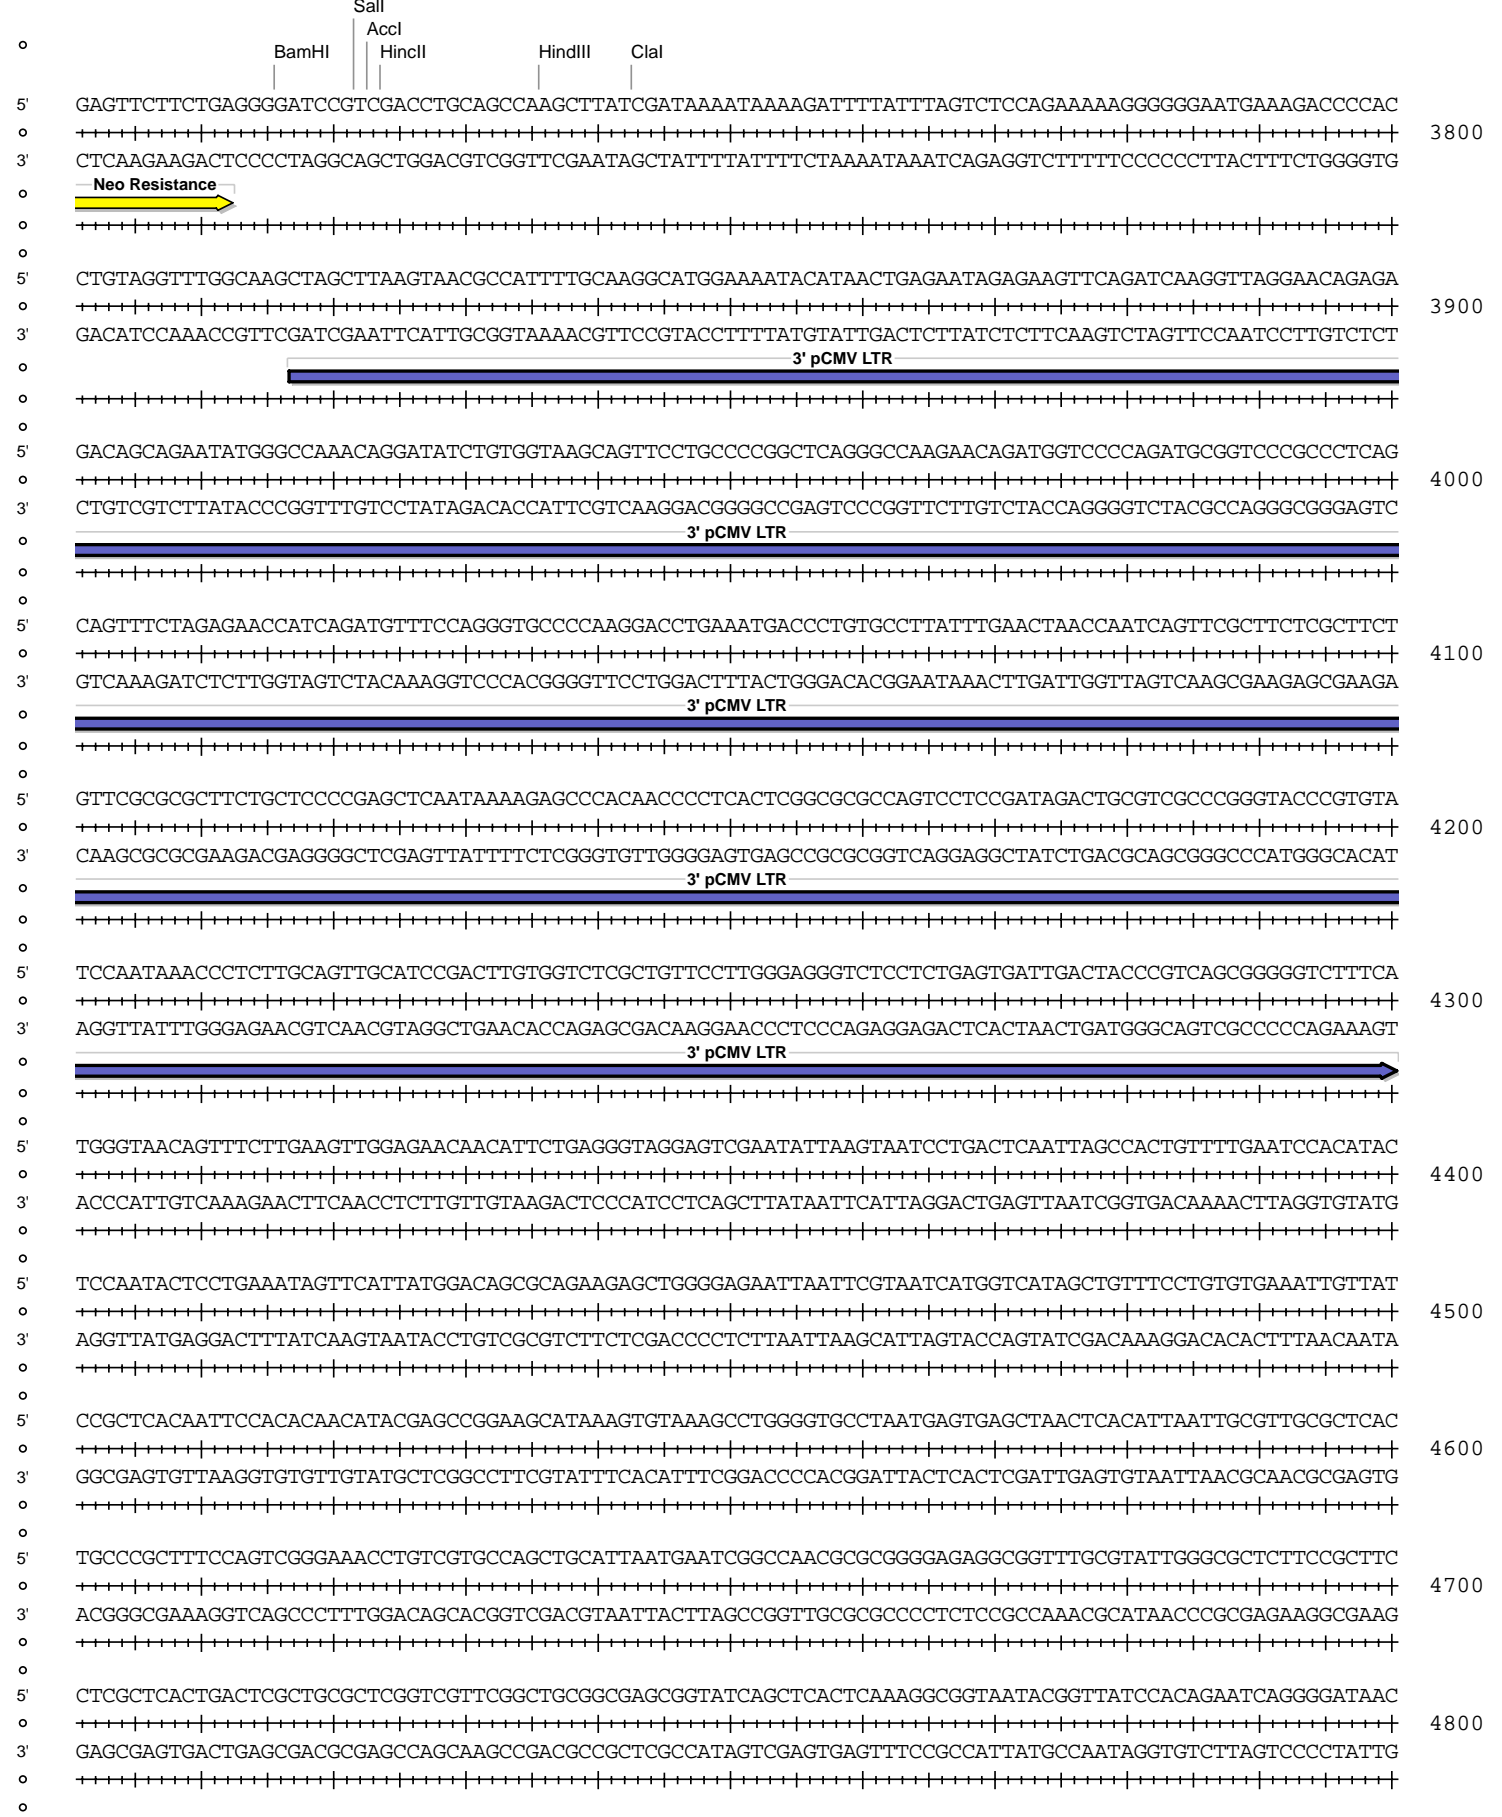 SalI
AccI
BamHI HincII HindIII ClaI
5' GAGTTCTTCTGAGGGGATCCGTCGACCTGCAGCCAAGCTTATCGATAAAATAAAAGATTTTATTTAGTCTCCAGAAAAAGGGGGGAATGAAAGACCCCAC
3800
3' CTCAAGAAGACTCCCCTAGGCAGCTGGACGTCGGTTCGAATAGCTATTTTATTTTCTAAAATAAATCAGAGGTCTTTTTCCCCCCTTACTTTCTGGGGTG
Neo Resistance
5' CTGTAGGTTTGGCAAGCTAGCTTAAGTAACGCCATTTTGCAAGGCATGGAAAATACATAACTGAGAATAGAGAAGTTCAGATCAAGGTTAGGAACAGAGA
3900
3' GACATCCAAACCGTTCGATCGAATTCATTGCGGTAAAACGTTCCGTACCTTTTATGTATTGACTCTTATCTCTTCAAGTCTAGTTCCAATCCTTGTCTCT
3' pCMV LTR
5' GACAGCAGAATATGGGCCAAACAGGATATCTGTGGTAAGCAGTTCCTGCCCCGGCTCAGGGCCAAGAACAGATGGTCCCCAGATGCGGTCCCGCCCTCAG
4000
3' CTGTCGTCTTATACCCGGTTTGTCCTATAGACACCATTCGTCAAGGACGGGGCCGAGTCCCGGTTCTTGTCTACCAGGGGTCTACGCCAGGGCGGGAGTC
3' pCMV LTR
5' CAGTTTCTAGAGAACCATCAGATGTTTCCAGGGTGCCCCAAGGACCTGAAATGACCCTGTGCCTTATTTGAACTAACCAATCAGTTCGCTTCTCGCTTCT
4100
3' GTCAAAGATCTCTTGGTAGTCTACAAAGGTCCCACGGGGTTCCTGGACTTTACTGGGACACGGAATAAACTTGATTGGTTAGTCAAGCGAAGAGCGAAGA
3' pCMV LTR
5' GTTCGCGCGCTTCTGCTCCCCGAGCTCAATAAAAGAGCCCACAACCCCTCACTCGGCGCGCCAGTCCTCCGATAGACTGCGTCGCCCGGGTACCCGTGTA
4200
3' CAAGCGCGCGAAGACGAGGGGCTCGAGTTATTTTCTCGGGTGTTGGGGAGTGAGCCGCGCGGTCAGGAGGCTATCTGACGCAGCGGGCCCATGGGCACAT
3' pCMV LTR
5' TCCAATAAACCCTCTTGCAGTTGCATCCGACTTGTGGTCTCGCTGTTCCTTGGGAGGGTCTCCTCTGAGTGATTGACTACCCGTCAGCGGGGGTCTTTCA
4300
3' AGGTTATTTGGGAGAACGTCAACGTAGGCTGAACACCAGAGCGACAAGGAACCCTCCCAGAGGAGACTCACTAACTGATGGGCAGTCGCCCCCAGAAAGT
3' pCMV LTR
5' TGGGTAACAGTTTCTTGAAGTTGGAGAACAACATTCTGAGGGTAGGAGTCGAATATTAAGTAATCCTGACTCAATTAGCCACTGTTTTGAATCCACATAC
4400
3' ACCCATTGTCAAAGAACTTCAACCTCTTGTTGTAAGACTCCCATCCTCAGCTTATAATTCATTAGGACTGAGTTAATCGGTGACAAAACTTAGGTGTATG
5' TCCAATACTCCTGAAATAGTTCATTATGGACAGCGCAGAAGAGCTGGGGAGAATTAATTCGTAATCATGGTCATAGCTGTTTCCTGTGTGAAATTGTTAT
4500
3' AGGTTATGAGGACTTTATCAAGTAATACCTGTCGCGTCTTCTCGACCCCTCTTAATTAAGCATTAGTACCAGTATCGACAAAGGACACACTTTAACAATA
5' CCGCTCACAATTCCACACAACATACGAGCCGGAAGCATAAAGTGTAAAGCCTGGGGTGCCTAATGAGTGAGCTAACTCACATTAATTGCGTTGCGCTCAC
4600
3' GGCGAGTGTTAAGGTGTGTTGTATGCTCGGCCTTCGTATTTCACATTTCGGACCCCACGGATTACTCACTCGATTGAGTGTAATTAACGCAACGCGAGTG
5' TGCCCGCTTTCCAGTCGGGAAACCTGTCGTGCCAGCTGCATTAATGAATCGGCCAACGCGCGGGGAGAGGCGGTTTGCGTATTGGGCGCTCTTCCGCTTC
4700
3' ACGGGCGAAAGGTCAGCCCTTTGGACAGCACGGTCGACGTAATTACTTAGCCGGTTGCGCGCCCCTCTCCGCCAAACGCATAACCCGCGAGAAGGCGAAG
5' CTCGCTCACTGACTCGCTGCGCTCGGTCGTTCGGCTGCGGCGAGCGGTATCAGCTCACTCAAAGGCGGTAATACGGTTATCCACAGAATCAGGGGATAAC
4800
3' GAGCGAGTGACTGAGCGACGCGAGCCAGCAAGCCGACGCCGCTCGCCATAGTCGAGTGAGTTTCCGCCATTATGCCAATAGGTGTCTTAGTCCCCTATTG